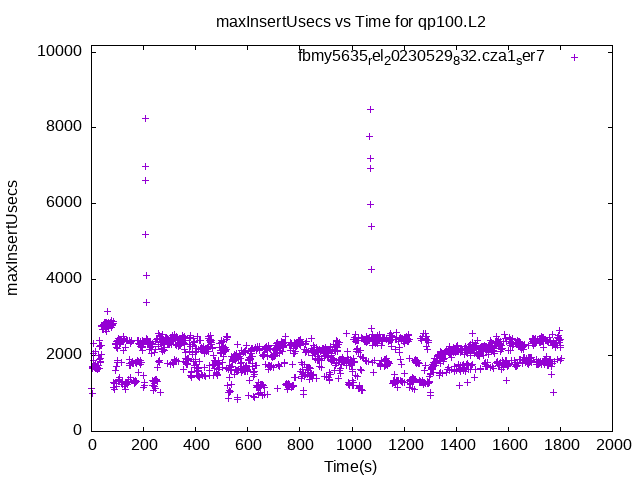 maxInsertUsecs vs Time for qp100.L2
fbmy5635rel20230529832.cza1ser7
maxInsertUsecs
10000
8000
6000
4000
2000
0
0 200 400 600 800 1000 1200 1400 1600 1800 2000
Time(s)